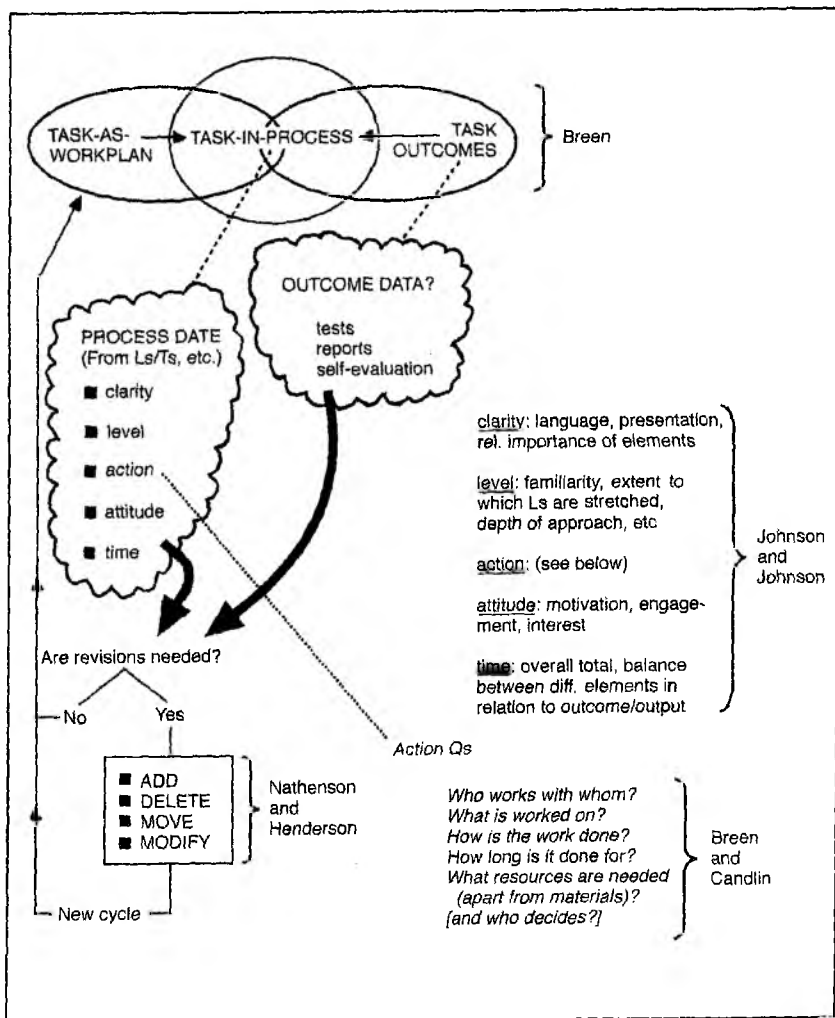 TASK-AS-
WORKPLAN
TASK-IN-PROCESS
TASK
OUTCOMES
Breen
OUTCOME DATA?
tests
reports
self-evaluation
PROCESS DATE
(From Ls/Ts, etc.)
clarity
level
action
attitude
time
clarity: language, presentation,
rel. importance of elements
level: familiarity, extent to
which Ls are stretched,
depth of approach, etc
action: (see below)
attitude: motivation, engage-
ment, interest
time: overall total, balance
between diff. elements in
relation to outcome/output
Johnson
and
Johnson
Are revisions needed?
No
Yes
ADD
DELETE
MOVE
MODIFY
Nathenson
and
Henderson
New cycle
Action Qs
Who works with whom?
What is worked on?
How is the work done?
How long is it done for?
What resources are needed
(apart from materials)?
[and who decides?]
Breen
and
Candlin